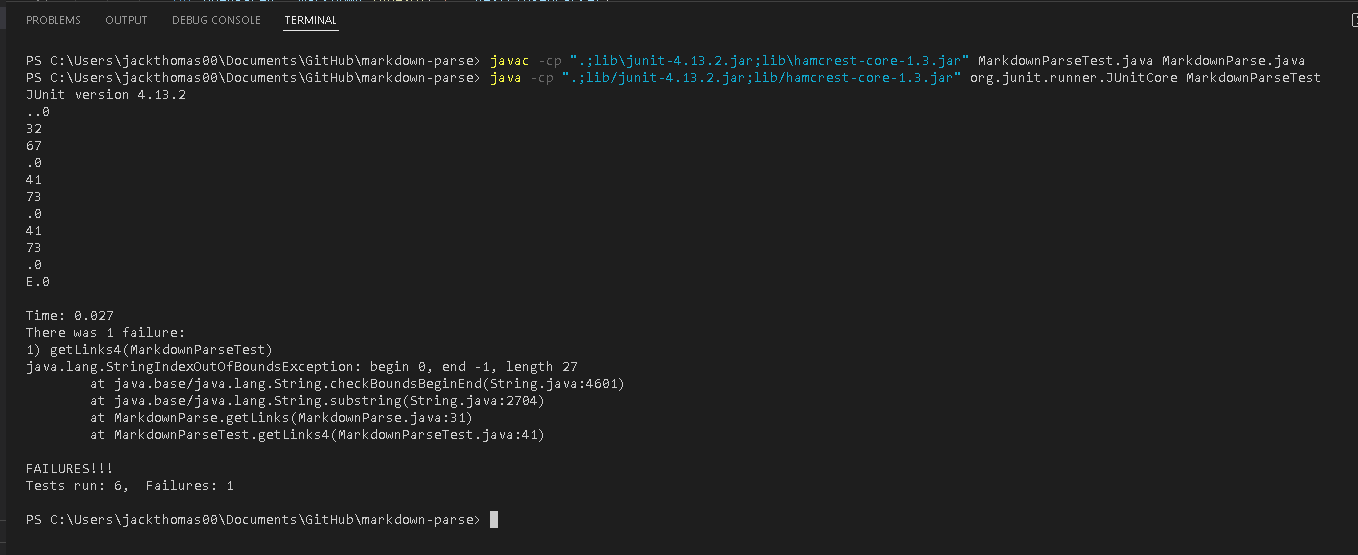 PROBLEMS OUTPUT DEBUG CONSOLE TERMINAL
PS C:\Users\jackthomas00\Documents\GitHub\markdown-parse> javac -cp ".;lib\junit-4.13.2.jar;lib\hamcrest-core-1.3.jar" MarkdownParseTest.java MarkdownParse.java
PS C:\Users\jackthomas00\Documents\GitHub\markdown-parse> java -cp ".;lib/junit-4.13.2.jar;lib/hamcrest-core-1.3.jar" org.junit.runner.JUnitCore MarkdownParseTest
JUnit version 4.13.2
..0
32
67
.0
41
73
.0
41
73
.0
E.0
Time: 0.027
There was 1 failure:
1) getLinks4(MarkdownParseTest)
java.lang.StringIndexOutOfBoundsException: begin 0, end -1, length 27
at java.base/java.lang.String.checkBoundsBeginEnd(String.java:4601)
at java.base/java.lang.String.substring(String.java:2704)
at MarkdownParse.getLinks(MarkdownParse.java:31)
at MarkdownParseTest.getLinks4(MarkdownParseTest.java:41)
FAILURES!!!
Tests run: 6,  Failures: 1
PS C:\Users\jackthomas00\Documents\GitHub\markdown-parse>